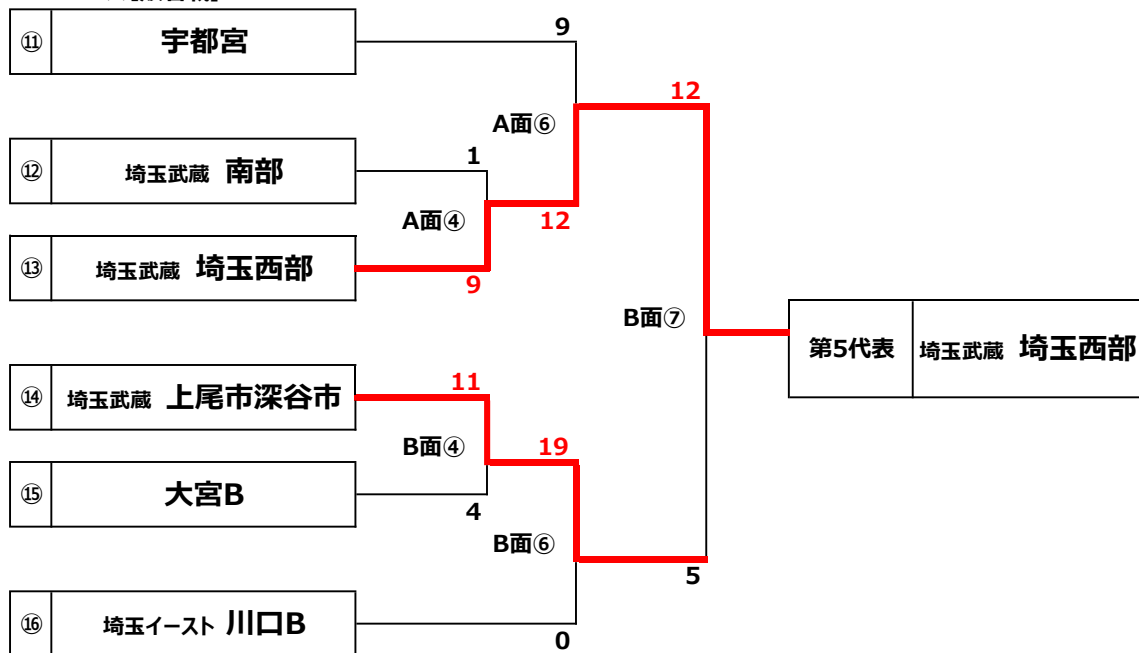 ⑪ 宇都宮
9
12
A面⑥
⑫ 埼玉武蔵 南部
1
A面④
12
⑬ 埼玉武蔵 埼玉西部
9
B面⑦
第5代表 埼玉武蔵 埼玉西部
⑭ 埼玉武蔵 上尾市深谷市
11
B面④
19
⑮ 大宮B
4
B面⑥
5
⑯ 埼玉イースト 川口B
0